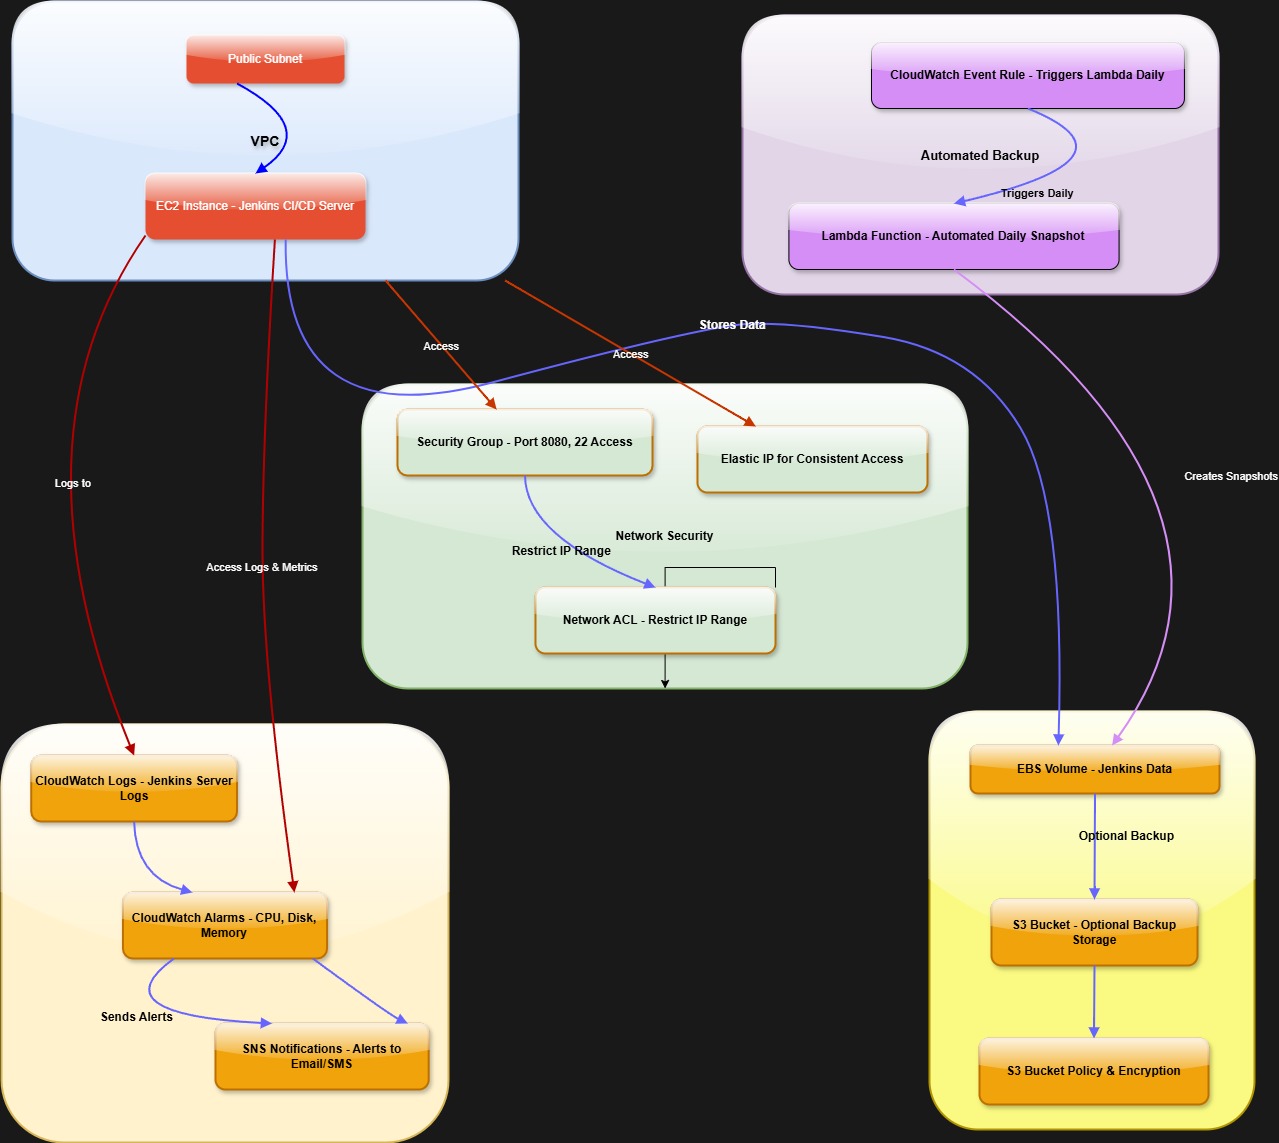 Public Subnet
VPC
EC2 Instance - Jenkins CI/CD Server
CloudWatch Event Rule - Triggers Lambda Daily
Automated Backup
Triggers Daily
Lambda Function - Automated Daily Snapshot
Stores Data
Access
Access
Security Group - Port 8080, 22 Access
Elastic IP for Consistent Access
Logs to
Creates Snapshots
Network Security
Restrict IP Range
Access Logs & Metrics
Network ACL - Restrict IP Range
CloudWatch Logs - Jenkins Server
Logs
CloudWatch Alarms - CPU, Disk,
Memory
Sends Alerts
SNS Notifications - Alerts to
Email/SMS
EBS Volume - Jenkins Data
Optional Backup
S3 Bucket - Optional Backup
Storage
S3 Bucket Policy & Encryption